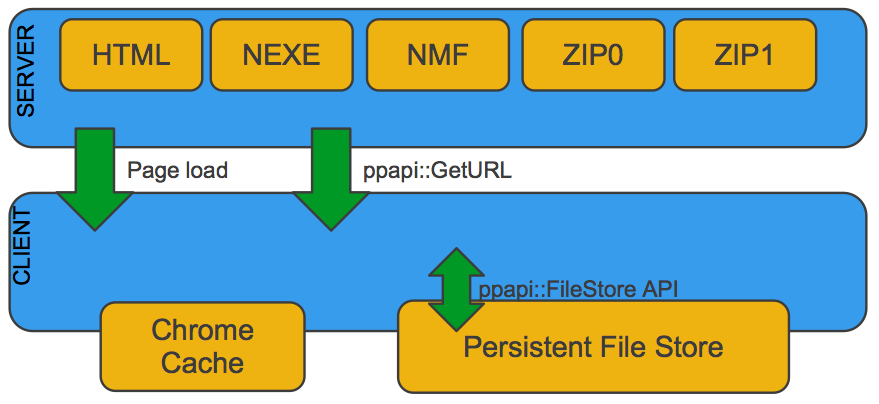 SERVER
HTML
NEXE
NMF
ZIP0
ZIP1
Page load
ppapi::GetURL
CLIENT
ppapi::FileStore API
Chrome
Cache
Persistent File Store